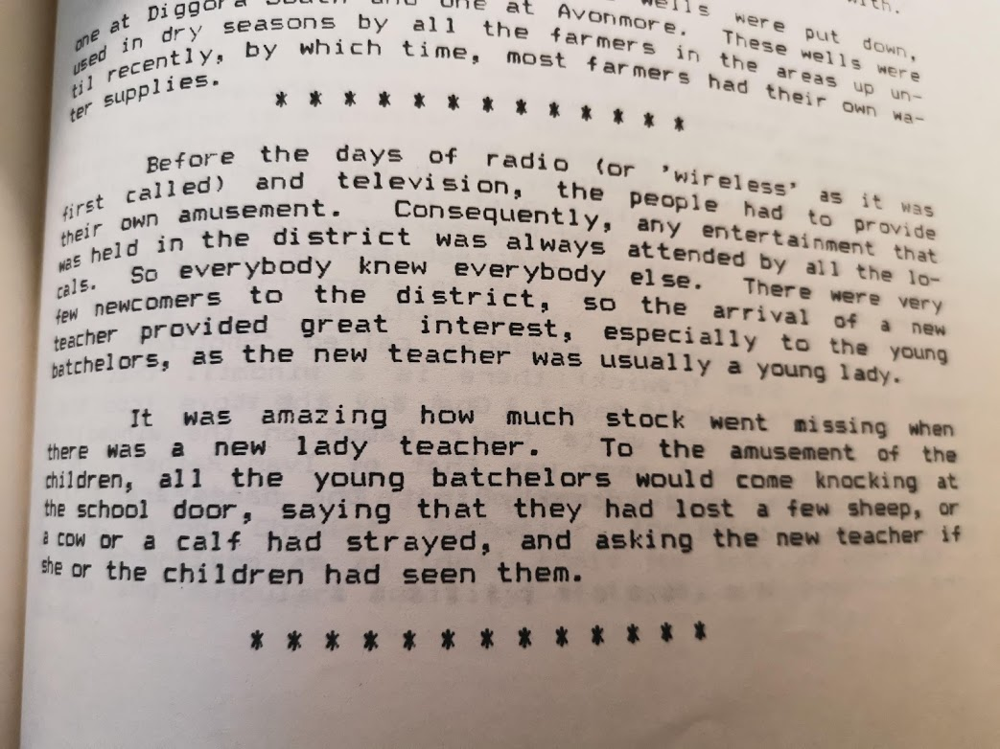 with.
wells were put down,
one at Diggora South and one at Avonmore. These wells were
used in dry seasons by all the farmers in the areas up un-
til recently, by which time, most farmers had their own wa-
ter supplies.
* * * * * * * * * * * * *
Before the days of radio (or 'wireless' as it was
first called) and television, the people had to provide
their own amusement. Consequently, any entertainment that
was held in the district was always attended by all the lo-
cals. So everybody knew everybody else. There were very
few newcomers to the district, so the arrival of a new
teacher provided great interest, especially to the young
batchelors, as the new teacher was usually a young lady.
It was amazing how much stock went missing when
there was a new lady teacher. To the amusement of the
children, all the young batchelors would come knocking at
the school door, saying that they had lost a few sheep, or
a cow or a calf had strayed, and asking the new teacher if
she or the children had seen them.
* * * * * * * * * * * * *